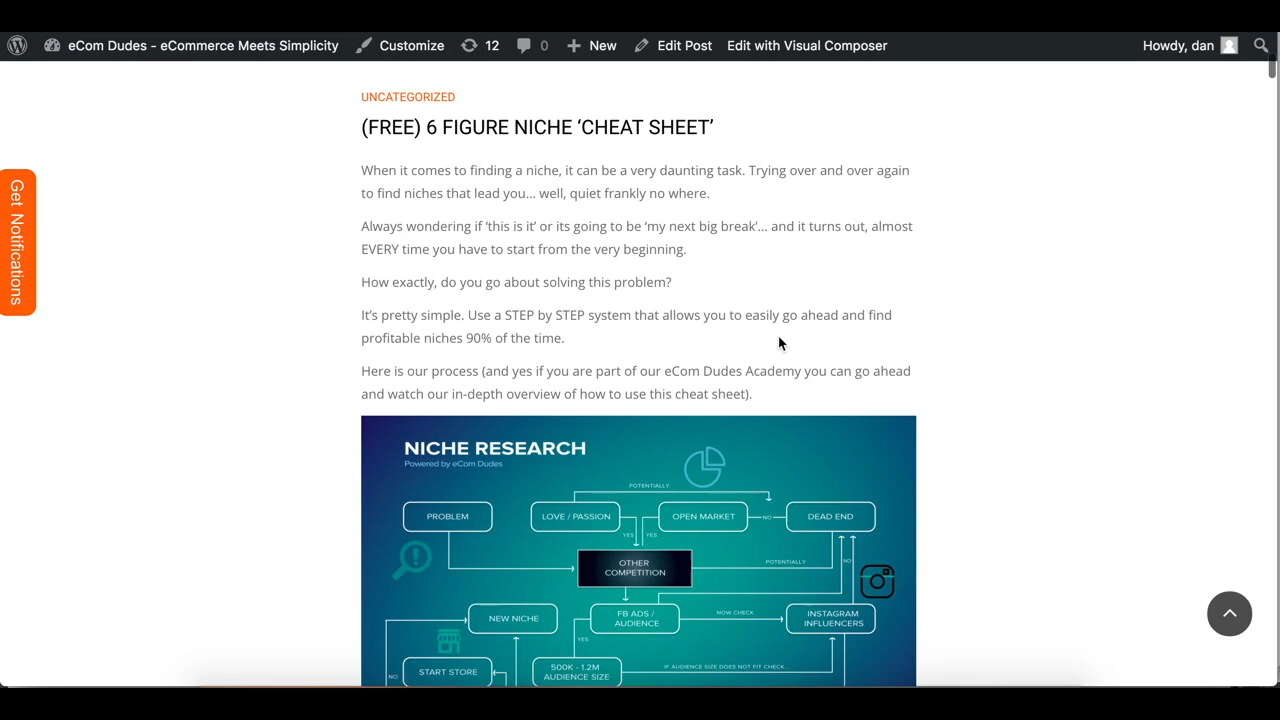 eCom Dudes - eCommerce Meets Simplicity Customize 12 0 New Edit Post Edit with Visual Composer Howdy, dan
UNCATEGORIZED
(FREE) 6 FIGURE NICHE ‘CHEAT SHEET’
When it comes to finding a niche, it can be a very daunting task. Trying over and over again
to find niches that lead you... well, quiet frankly no where.
Always wondering if ‘this is it’ or its going to be ‘my next big break’... and it turns out, almost
EVERY time you have to start from the very beginning.
How exactly, do you go about solving this problem?
It’s pretty simple. Use a STEP by STEP system that allows you to easily go ahead and find
profitable niches 90% of the time.
Here is our process (and yes if you are part of our eCom Dudes Academy you can go ahead
and watch our in-depth overview of how to use this cheat sheet).
Get Notifications
NICHE RESEARCH
Powered by eCom Dudes
POTENTIALLY
PROBLEM
LOVE / PASSION
OPEN MARKET
NO
DEAD END
YES
YES
OTHER
COMPETITION
POTENTIALLY
NO
NEW NICHE
FB ADS /
AUDIENCE
NOW CHECK
INSTAGRAM
INFLUENCERS
YES
START STORE
500K - 1.2M
AUDIENCE SIZE
IF AUDIENCE SIZE DOES NOT FIT CHECK...
NO